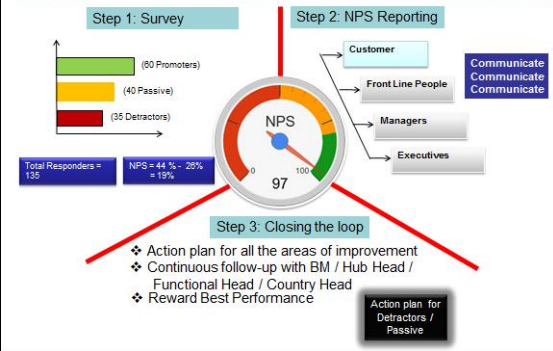 Step 1: Survey
(60 Promoters)
(40 Passive)
(35 Detractors)
Total Responders =
135
NPS = 44 % - 26%
= 19%
Step 2: NPS Reporting
Customer
Front Line People
Managers
Executives
Communicate
Communicate
Communicate
NPS
0
100
97
Step 3: Closing the loop
❖ Action plan for all the areas of improvement
❖ Continuous follow-up with BM / Hub Head /
Functional Head / Country Head
❖ Reward Best Performance
Action plan for
Detractors /
Passive